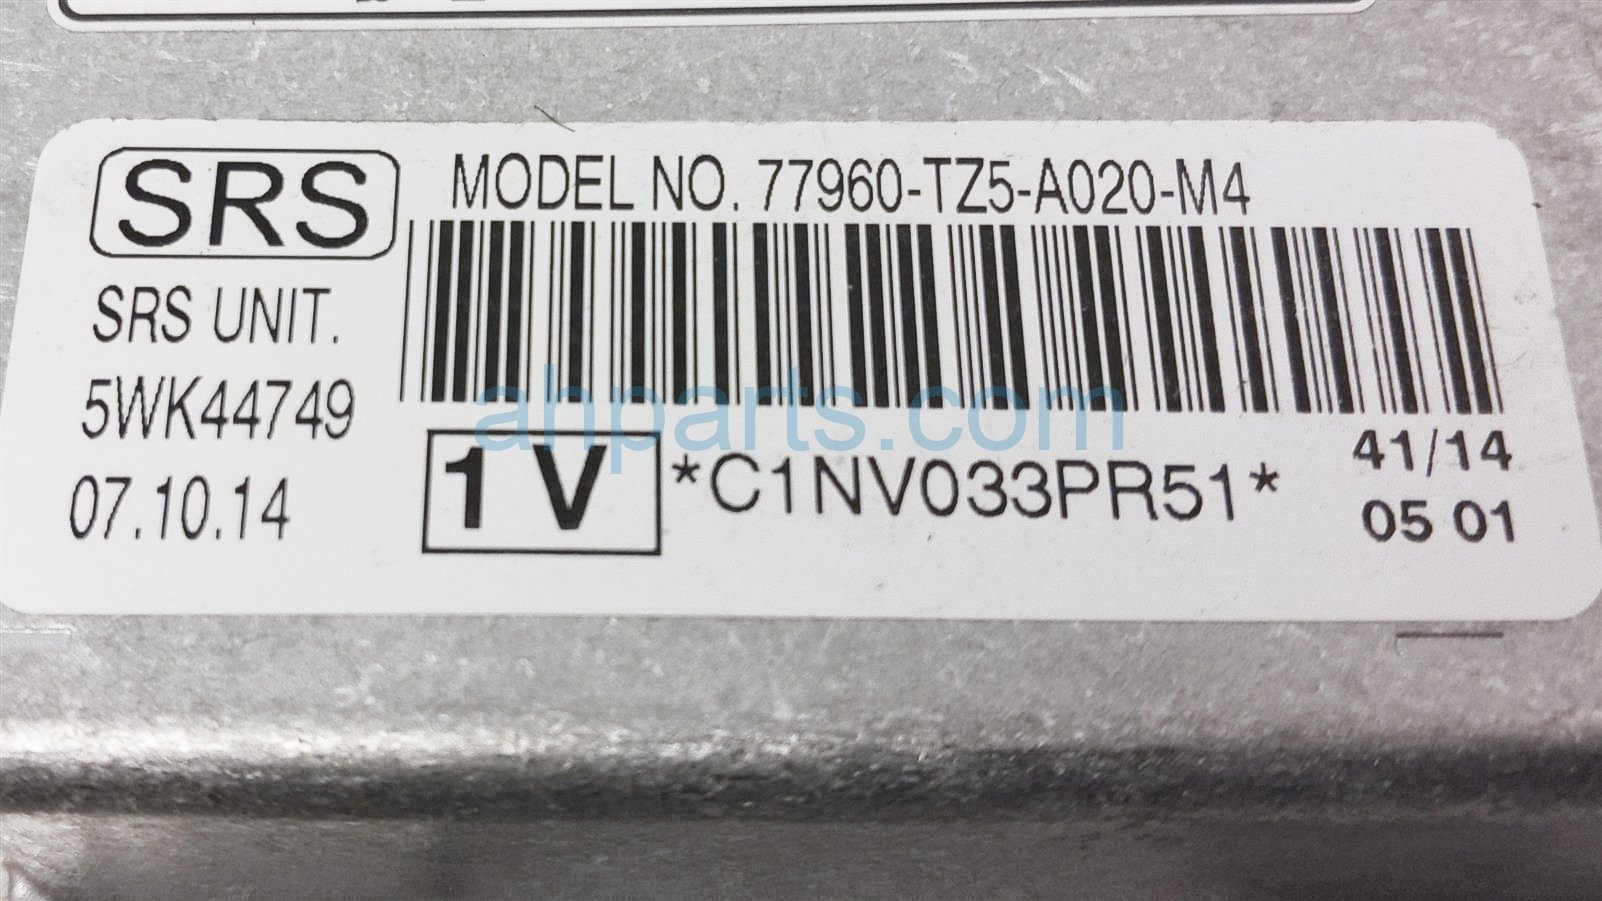 SRS
MODEL NO. 77960-TZ5-A020-M4
SRS UNIT.
5WK44749
07.10.14
1 V
*C1NV033PR51*
41/14
05 01
ahparts.com